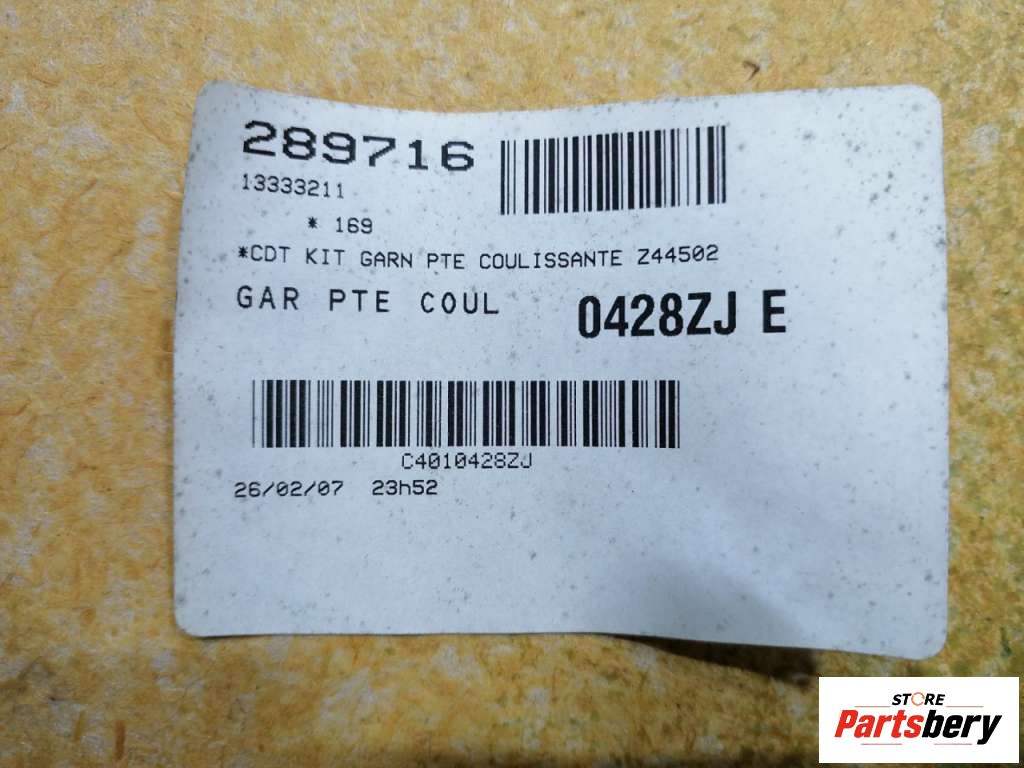 289716
13333211
* 169
*CDT KIT GARN PTE COULISSANTE Z44502
GAR PTE COUL
0428ZJ E
C4010428ZJ
26/02/07 23h52
STORE
Partsbery